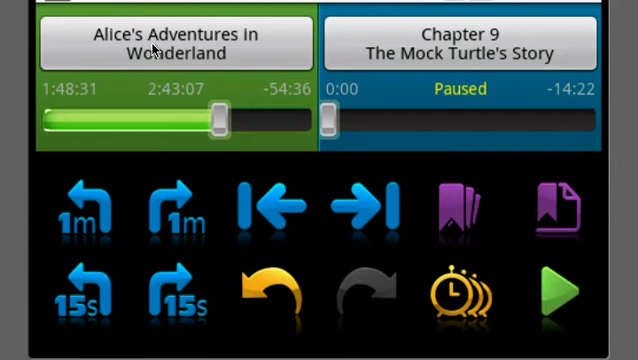 Alice's Adventures in
Wonderland
Chapter 9
The Mock Turtle's Story
1:48:31 2:43:07 -54:36
0:00 Paused -14:22
1m 1m
15s 15s